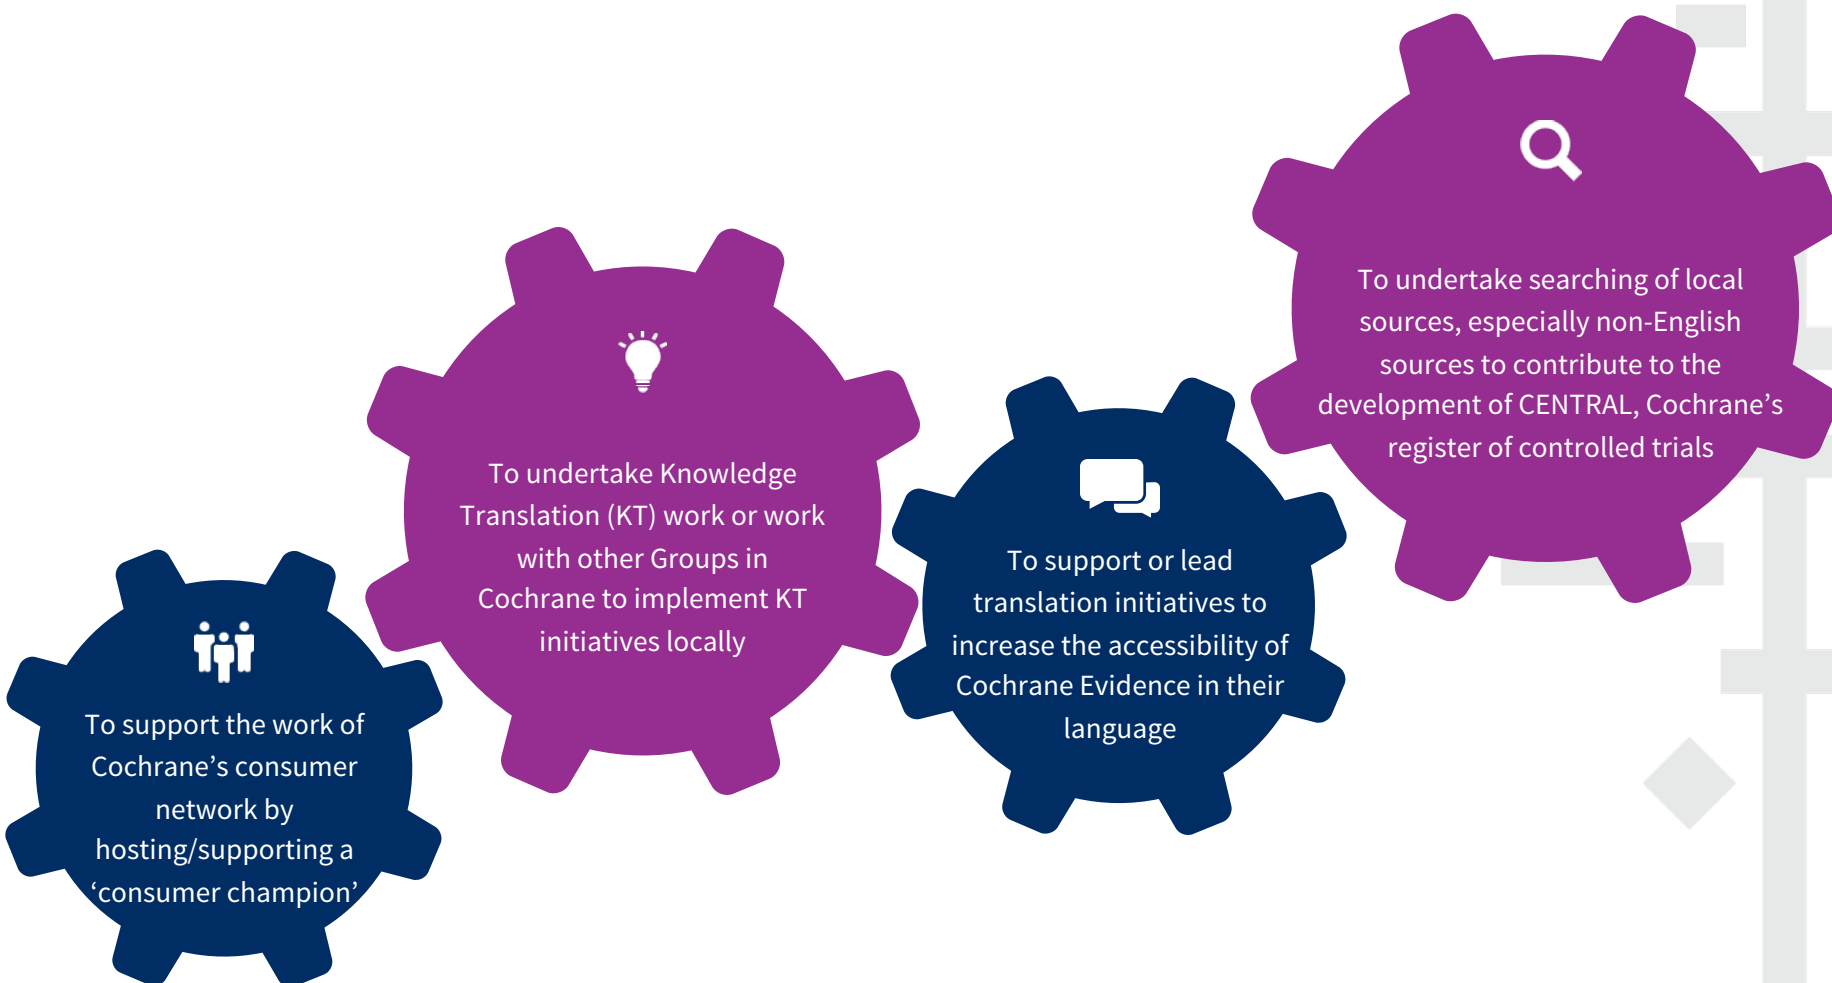 To support the work of
Cochrane’s consumer
network by
hosting/supporting a
‘consumer champion’
To undertake Knowledge
Translation (KT) work or work
with other Groups in
Cochrane to implement KT
initiatives locally
To support or lead
translation initiatives to
increase the accessibility of
Cochrane Evidence in their
language
To undertake searching of local
sources, especially non-English
sources to contribute to the
development of CENTRAL, Cochrane’s
register of controlled trials